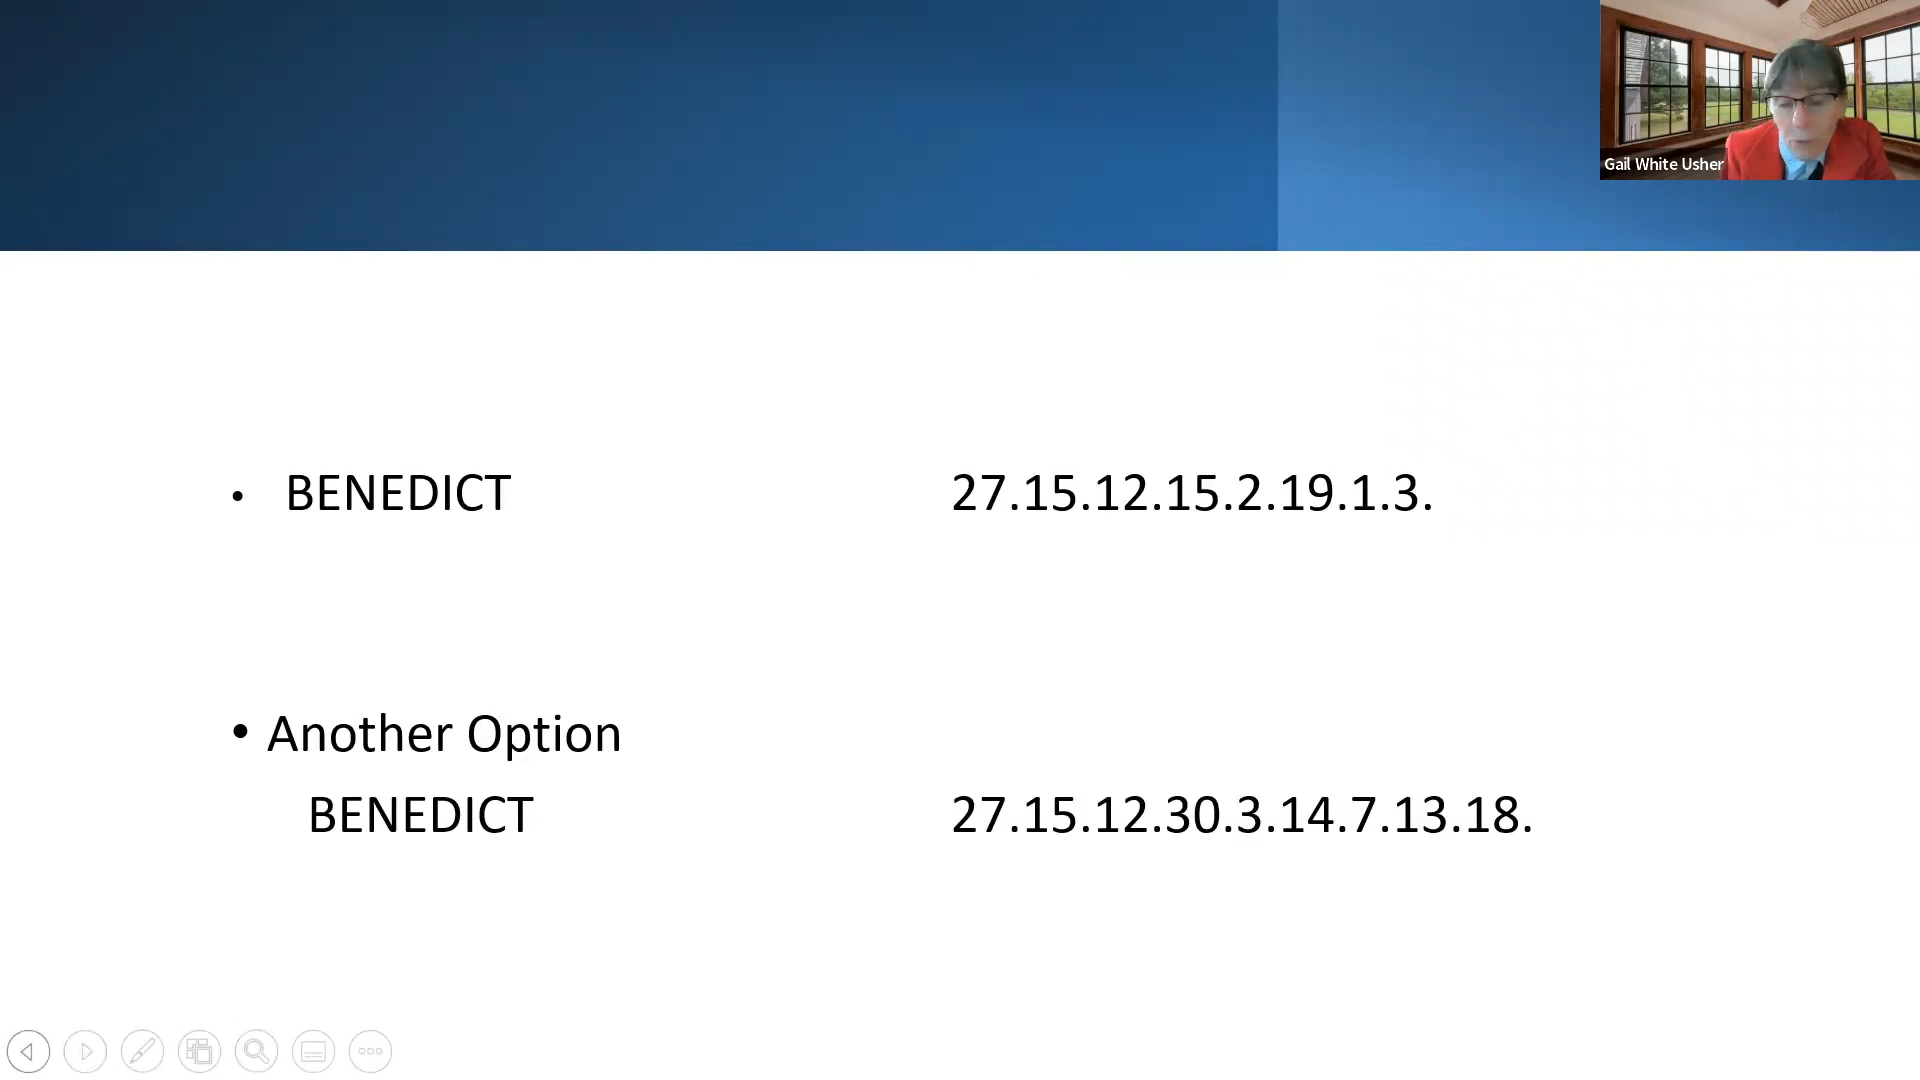 Gail White Usher
• BENEDICT 27.15.12.15.2.19.1.3.
• Another Option
BENEDICT 27.15.12.30.3.14.7.13.18.